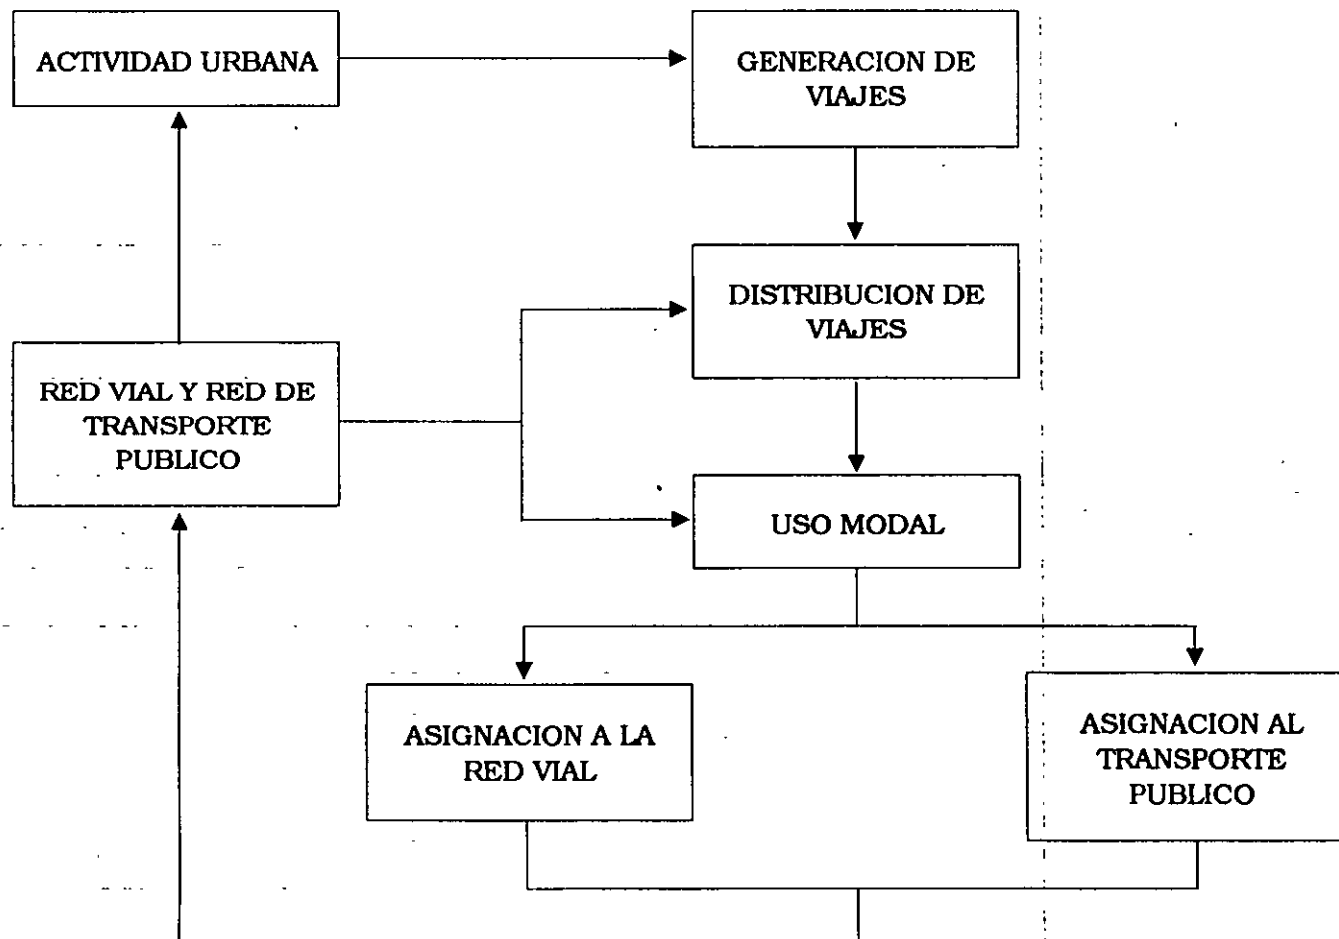 ACTIVIDAD URBANA
GENERACION DE
VIAJES
DISTRIBUCION DE
VIAJES
RED VIAL Y RED DE
TRANSPORTE
PUBLICO
USO MODAL
ASIGNACION A LA
RED VIAL
ASIGNACION AL
TRANSPORTE
PUBLICO